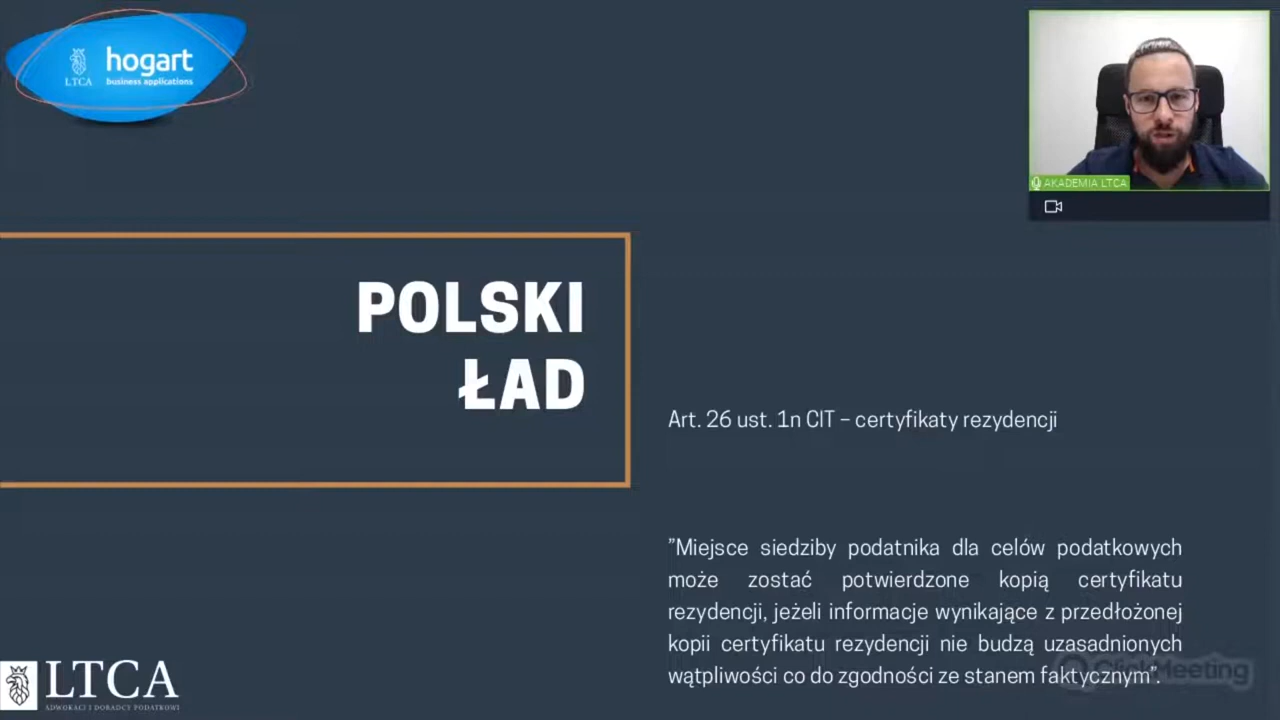 LTCA
hogart
business applications
AKADEMIA LTCA
POLSKI
ŁAD
Art. 26 ust. 1n CIT – certyfikaty rezydencji
”Miejsce siedziby podatnika dla celów podatkowych
może zostać potwierdzone kopią certyfikatu
rezydencji, jeżeli informacje wynikające z przedłożonej
kopii certyfikatu rezydencji nie budzą uzasadnionych
wątpliwości co do zgodności ze stanem faktycznym”.
ClickMeeting
LTCA
ADWOKACI I DORADCY PODATKOWI